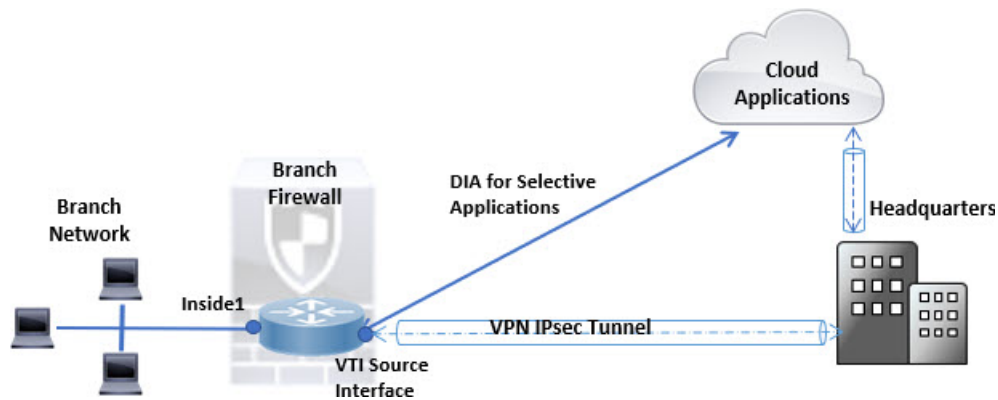 Cloud
Applications
Branch
Firewall
DIA for Selective
Applications
Branch
Network
Headquarters
Inside1
VPN IPsec Tunnel
VTI Source
Interface